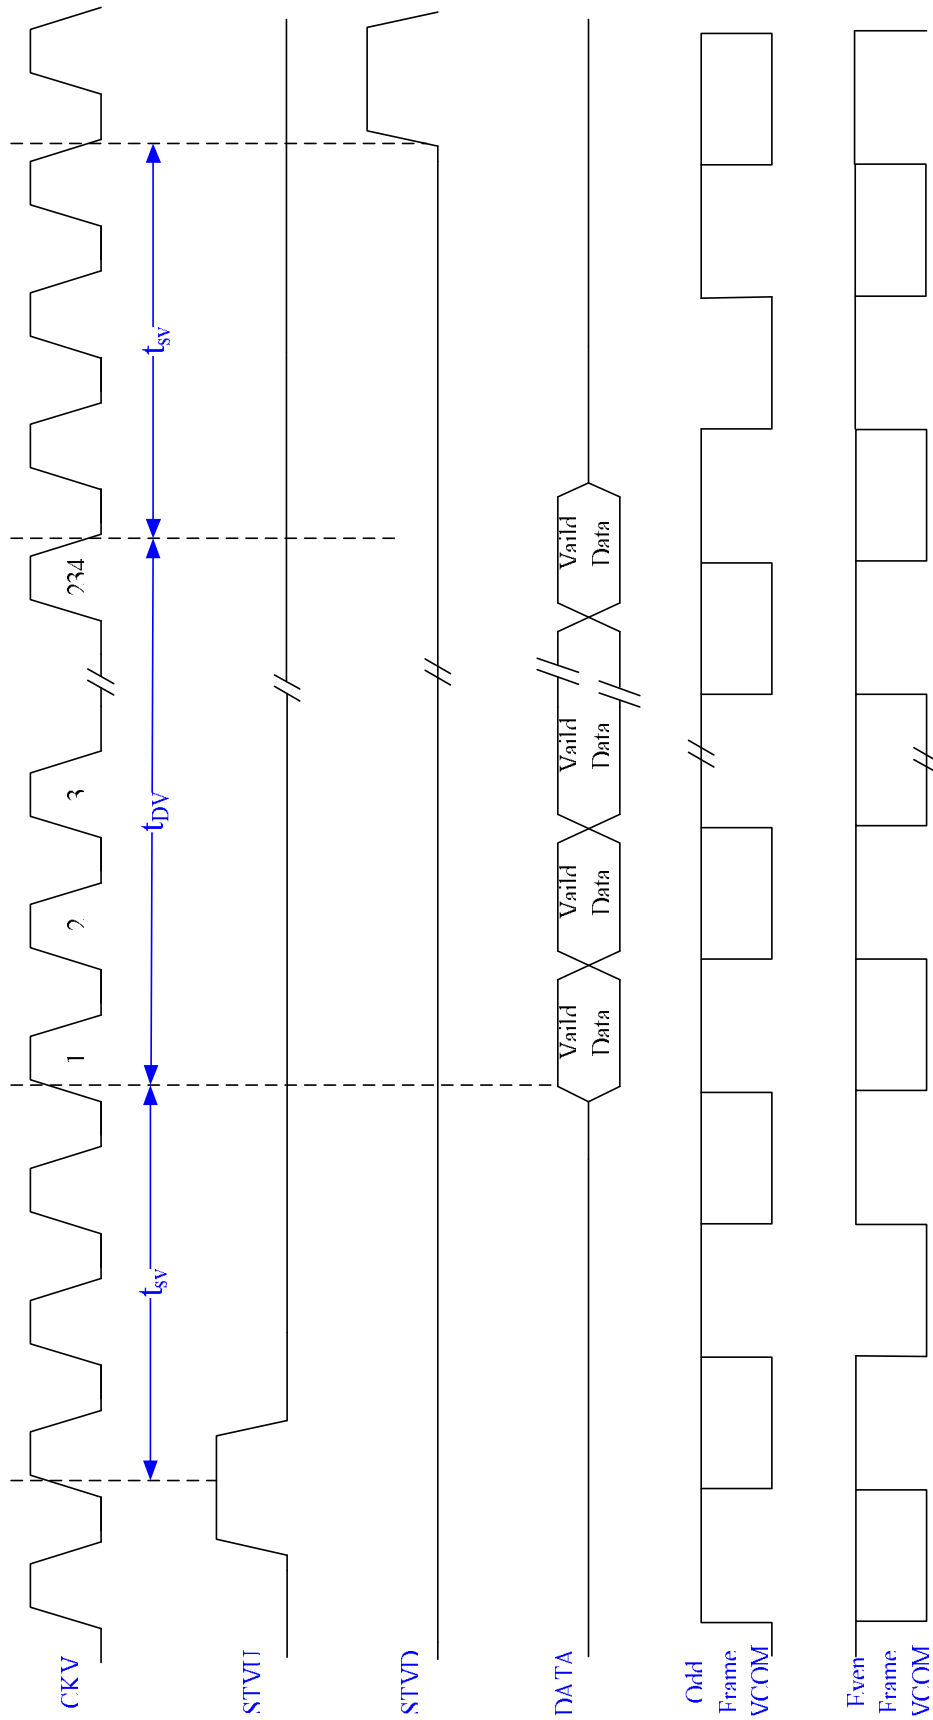 CKV
1
2
3
234
tsv
tDV
tsv
STVU
STVD
DATA
Vaild
Data
Vaild
Data
Vaild
Data
Vaild
Data
Odd
Frame
VCOM
Even
Frame
VCOM